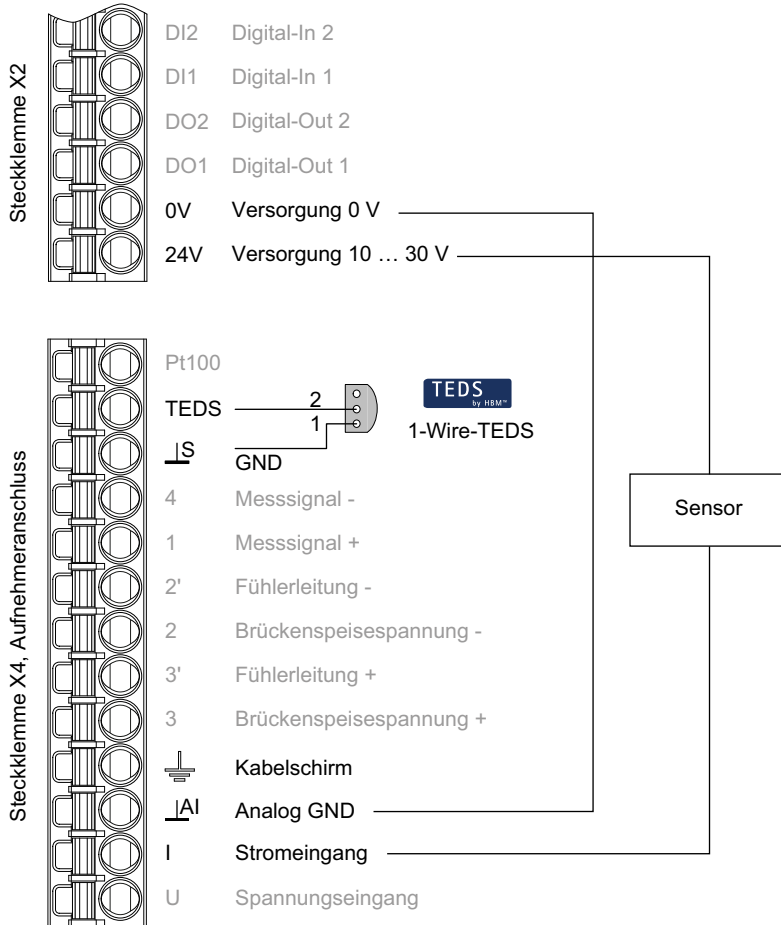 Steckklemme X2
DI2 Digital-In 2
DI1 Digital-In 1
DO2 Digital-Out 2
DO1 Digital-Out 1
0V Versorgung 0 V
24V Versorgung 10 … 30 V
Steckklemme X4, Aufnehmeranschluss
Pt100
TEDS 2
S GND 1
TEDS
by HBM™
1-Wire-TEDS
4 Messsignal -
1 Messsignal +
2' Fühlerleitung -
2 Brückenspeisespannung -
3' Fühlerleitung +
3 Brückenspeisespannung +
Kabelschirm
AI Analog GND
I Stromeingang
U Spannungseingang
Sensor